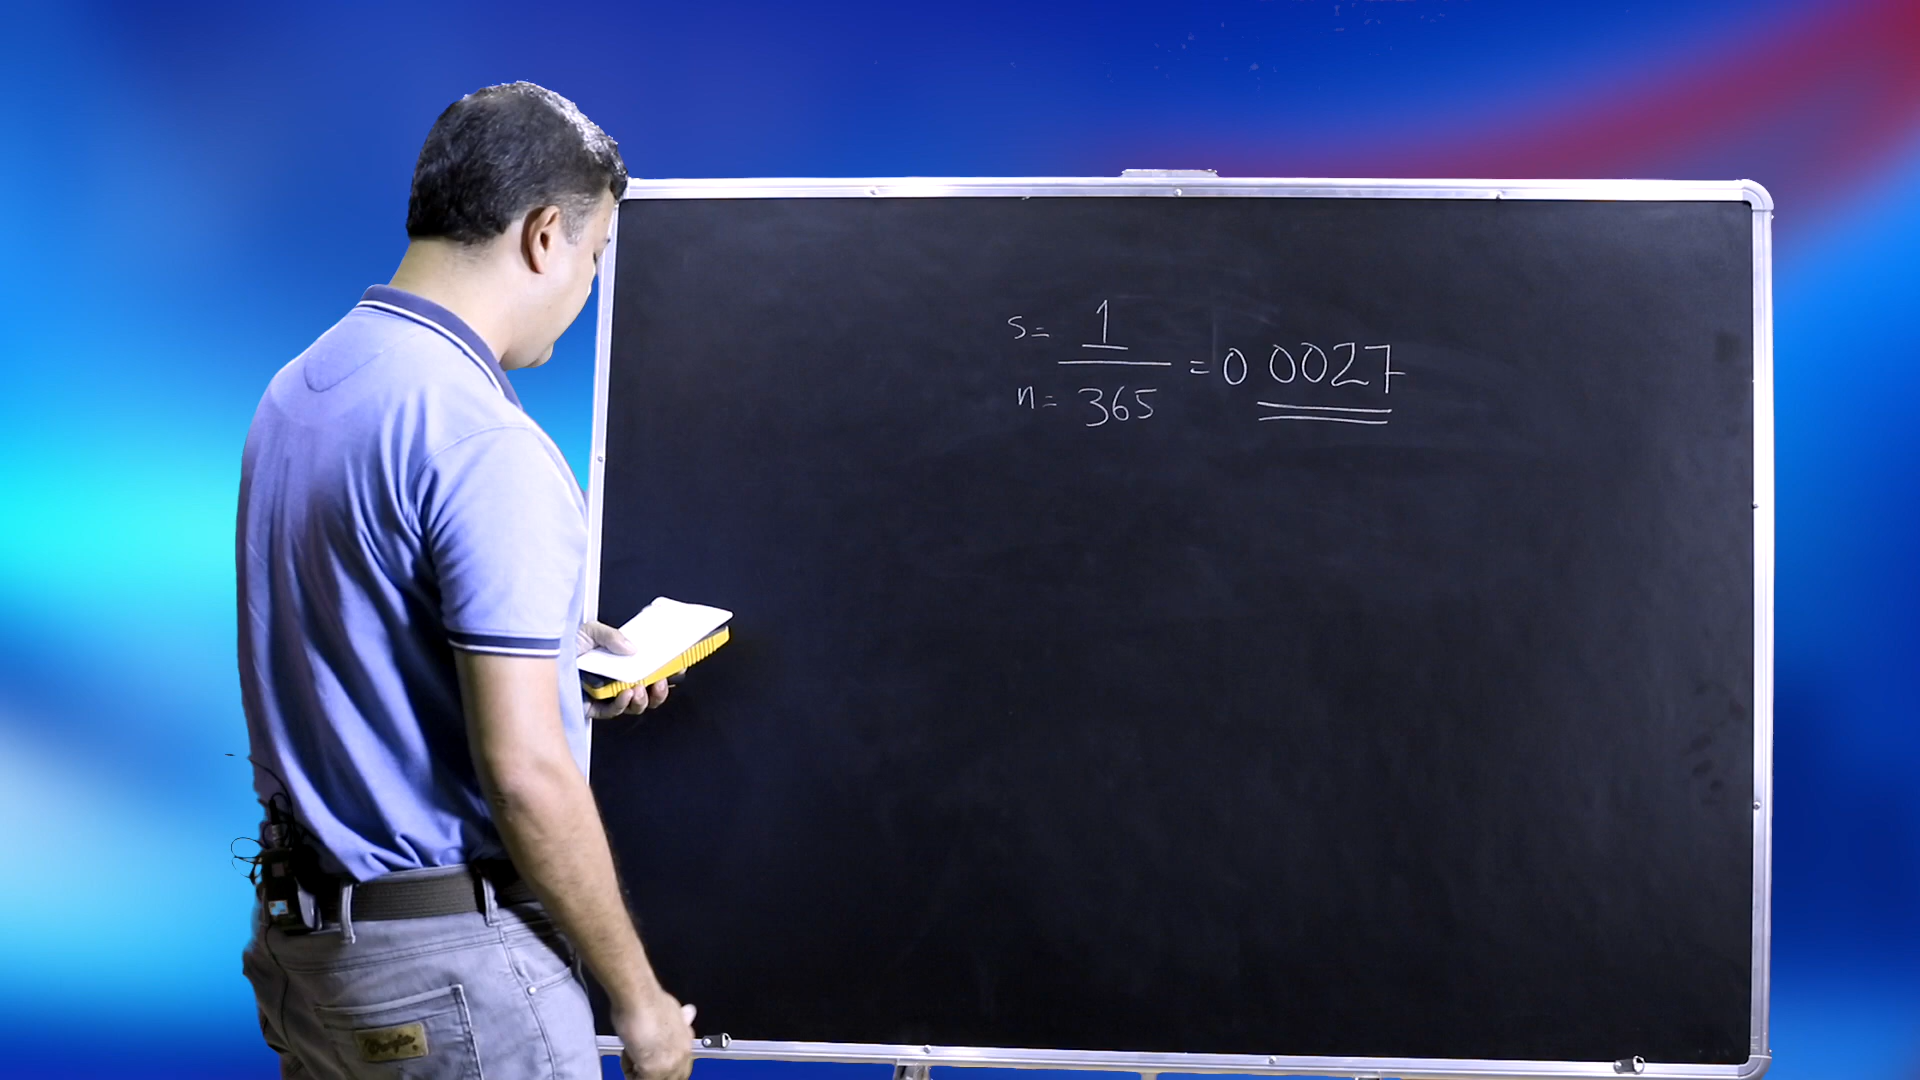 s= 1
= 0 0027
n= 365